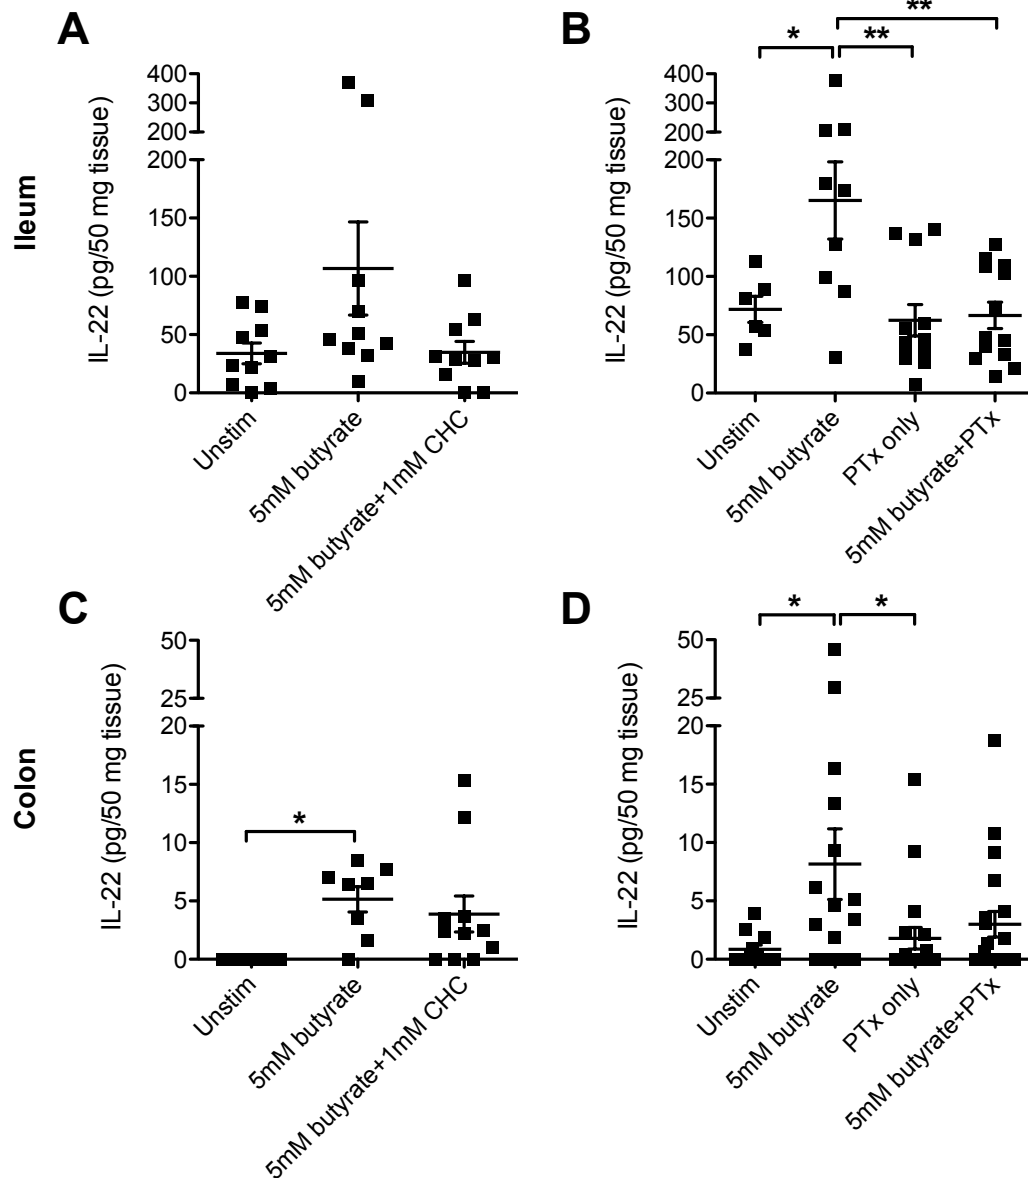 A
Ileum
IL-22 (pg/50 mg tissue)
400
300
200
200
150
100
50
0
Unstim
5mM butyrate
5mM butyrate+1mM CHC
B
IL-22 (pg/50 mg tissue)
*
**
**
400
300
200
200
150
100
50
0
Unstim
5mM butyrate
PTx only
5mM butyrate+PTx
C
Colon
IL-22 (pg/50 mg tissue)
50
25
20
15
10
5
0
*
Unstim
5mM butyrate
5mM butyrate+1mM CHC
D
IL-22 (pg/50 mg tissue)
*
*
50
25
20
15
10
5
0
Unstim
5mM butyrate
PTx only
5mM butyrate+PTx